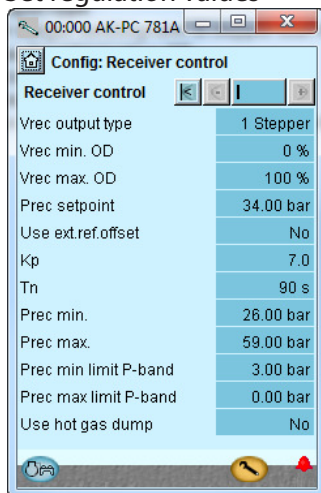 00:000 AK-PC 781A
Config: Receiver control
Receiver control
Vrec output type 1 Stepper
Vrec min. OD 0 %
Vrec max. OD 100 %
Prec setpoint 34.00 bar
Use ext.ref.offset No
Kp 7.0
Tn 90 s
Prec min. 26.00 bar
Prec max. 59.00 bar
Prec min limit P-band 3.00 bar
Prec max limit P-band 0.00 bar
Use hot gas dump No